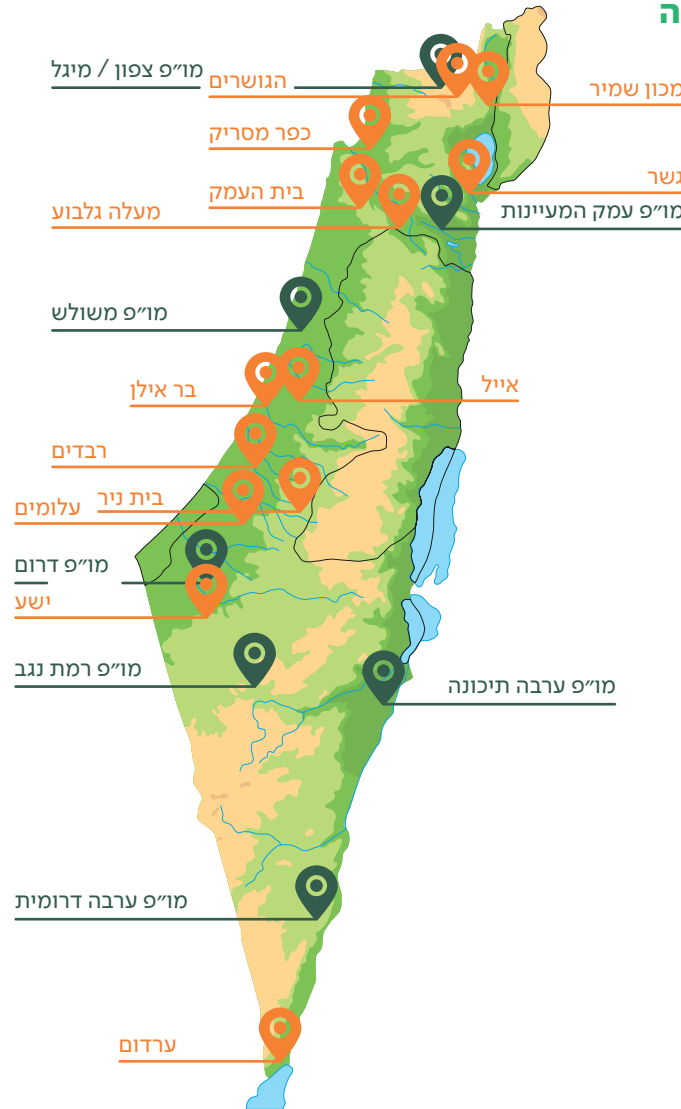 ה
מו״פ צפון / מיגל
הגושרים
מכון שמיר
כפר מסריק
גשר
בית העמק
מעלה גלבוע
מו״פ עמק המעיינות
מו״פ משולש
אייל
בר אילן
רבדים
בית ניר
עלומים
מו״פ דרום
ישע
מו״פ רמת נגב
מו״פ ערבה תיכונה
מו״פ ערבה דרומית
ערדום